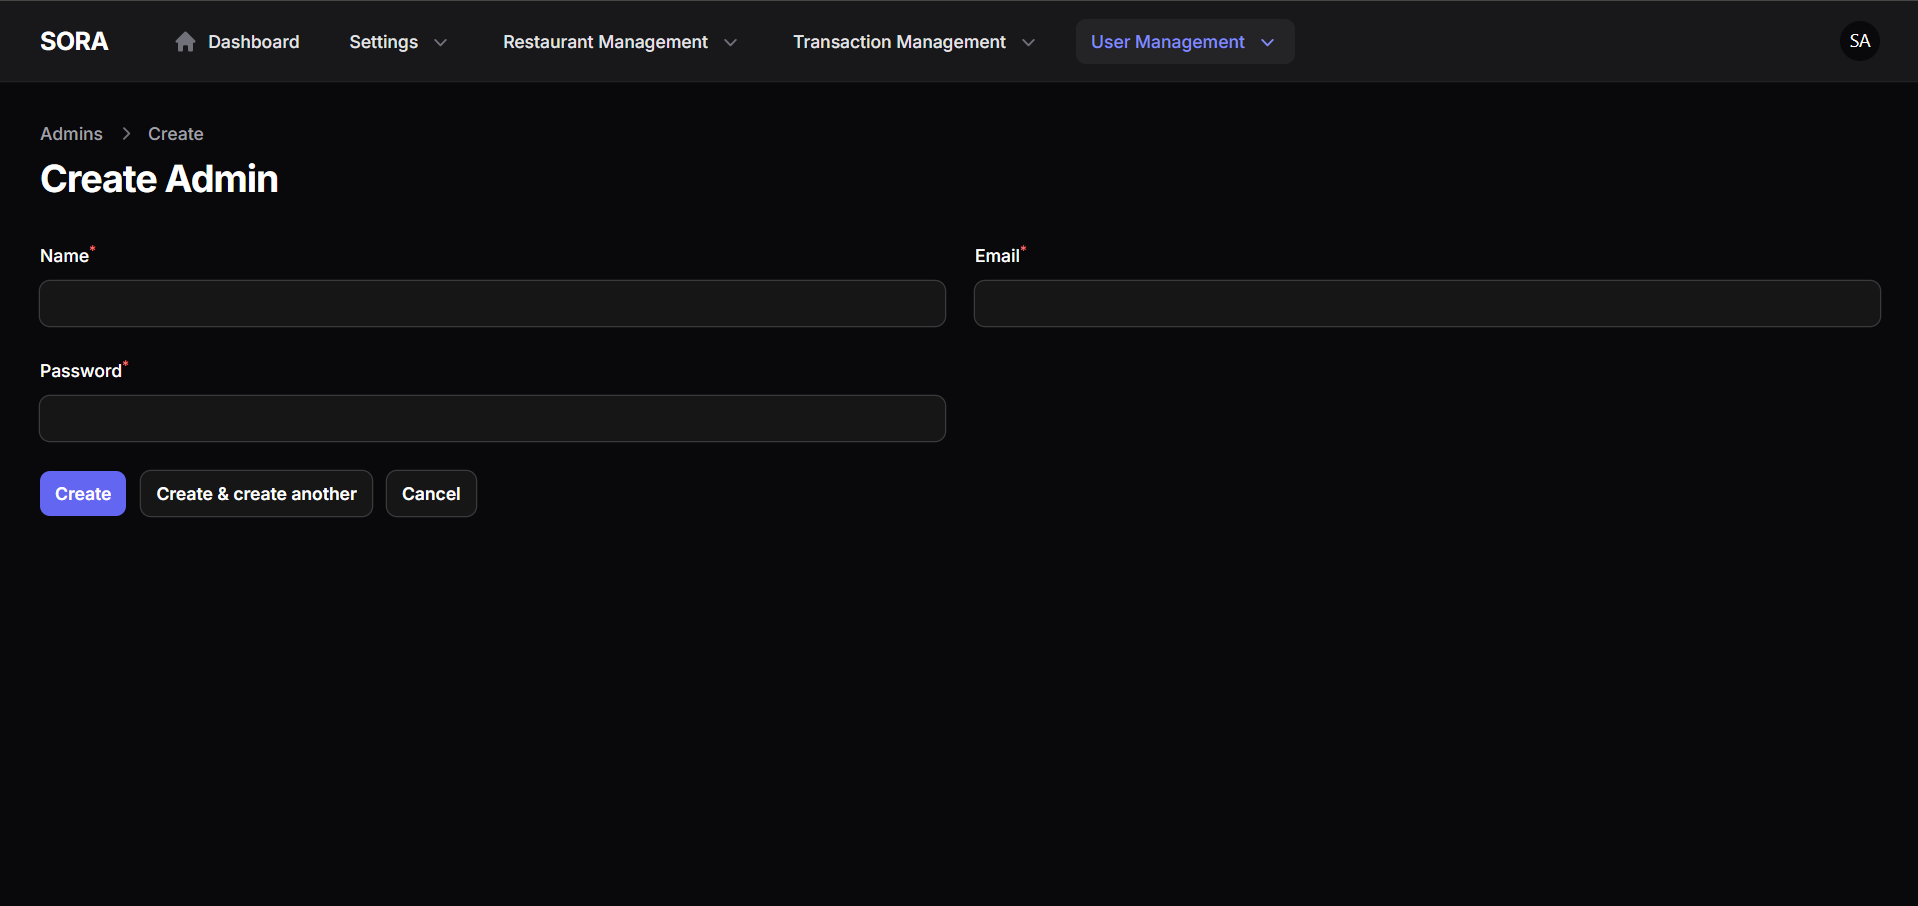 SORA Dashboard Settings Restaurant Management Transaction Management User Management SA
Admins Create
Create Admin
Name* Email*
Password*
Create Create & create another Cancel